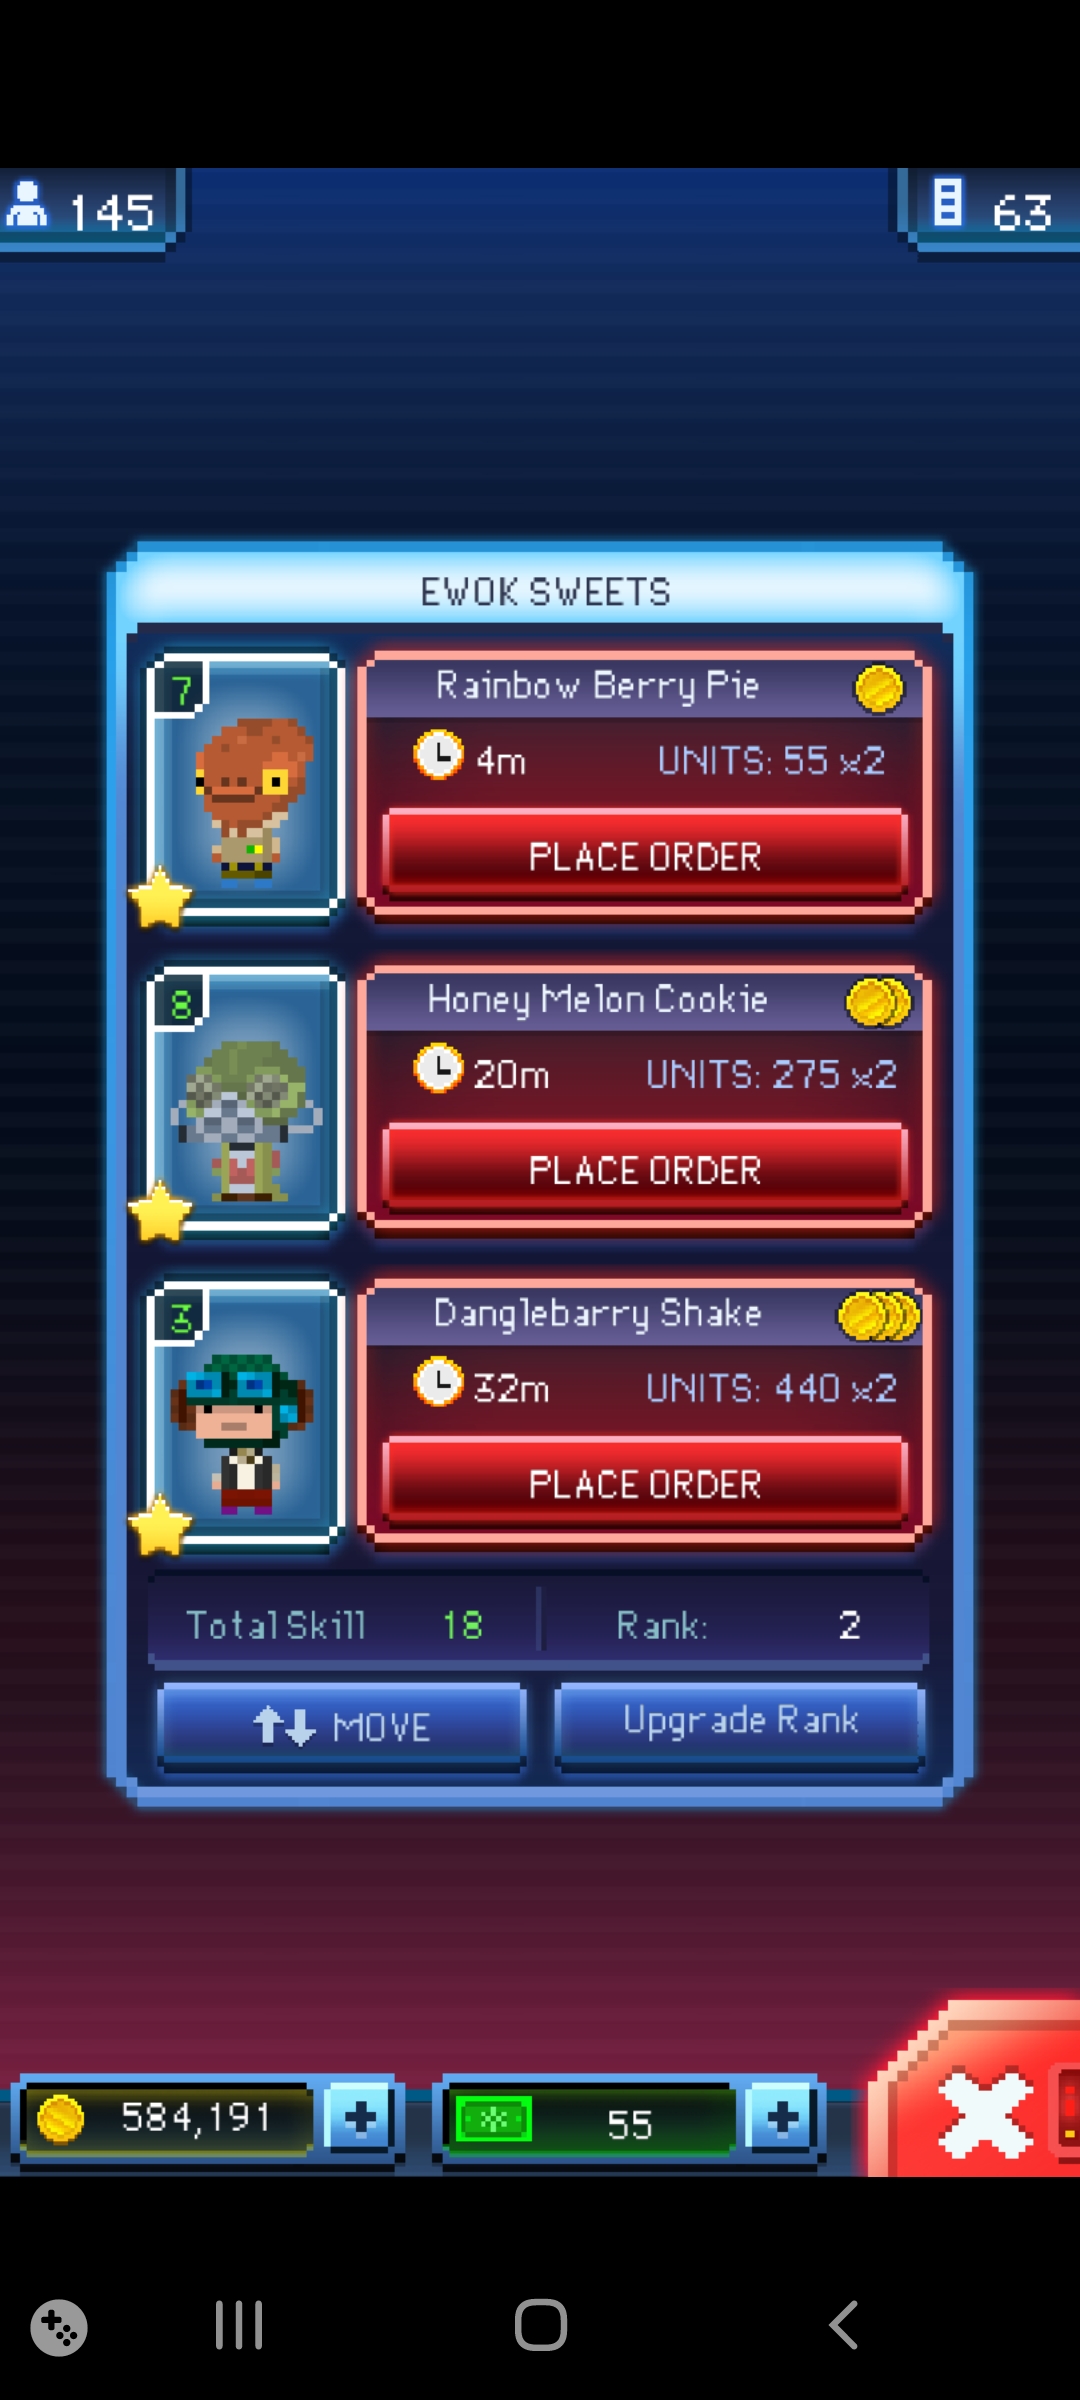 145
63
EWOK SWEETS
7
Rainbow Berry Pie
4m UNITS: 55 x2
PLACE ORDER
8
Honey Melon Cookie
20m UNITS: 275 x2
PLACE ORDER
3
Danglebarry Shake
32m UNITS: 440 x2
PLACE ORDER
Total Skill 18 Rank: 2
MOVE Upgrade Rank
584,191 55